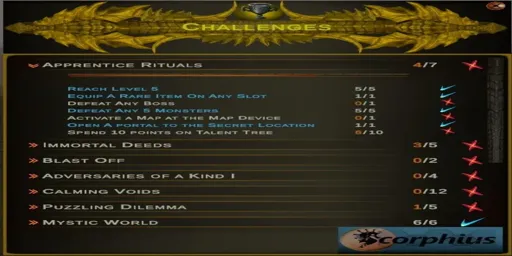 CHALLENGES
APPRENTICE RITUALS 4/7
REACH LEVEL 5 5/5
EQUIP A RARE ITEM ON ANY SLOT 1/1
DEFEAT ANY BOSS 0/1
DEFEAT ANY 5 MONSTERS 5/5
ACTIVATE A MAP AT THE MAP DEVICE 0/1
OPEN A PORTAL TO THE SECRET LOCATION 1/1
SPEND 10 POINTS ON TALENT TREE 8/10
IMMORTAL DEEDS 3/5
BLAST OFF 0/2
ADVERSARIES OF A KIND I 0/4
CALMING VOIDS 0/12
PUZZLING DILEMMA 1/5
MYSTIC WORLD 6/6
Scorphius